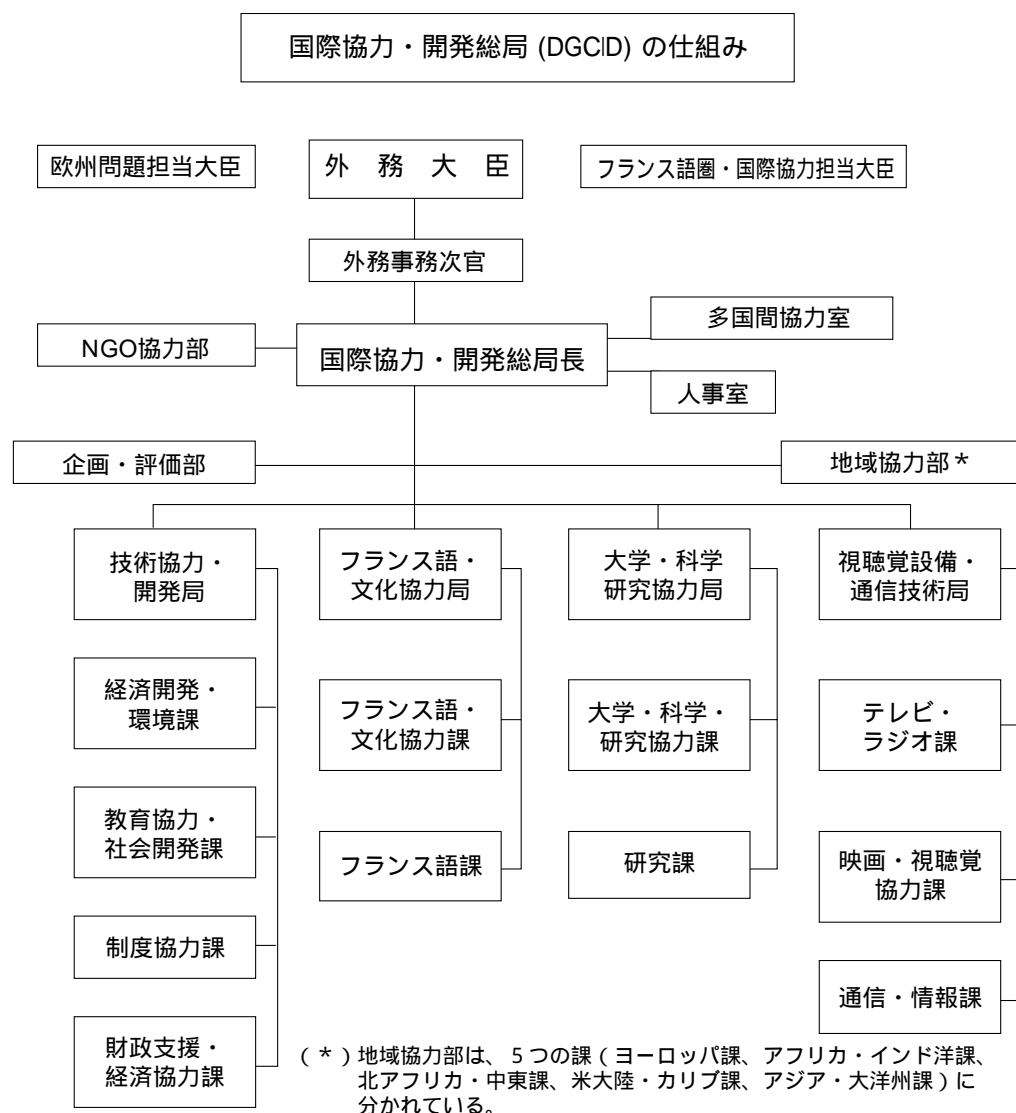 国際協力・開発総局 (DGCID) の仕組み
欧州問題担当大臣
外 務 大 臣
フランス語圏・国際協力担当大臣
外務事務次官
多国間協力室
NGO協力部
国際協力・開発総局長
人事室
企画・評価部
地域協力部*
技術協力・
開発局
フランス語・
文化協力局
大学・科学
研究協力局
視聴覚設備・
通信技術局
経済開発・
環境課
フランス語・
文化協力課
大学・科学・
研究協力課
テレビ・
ラジオ課
教育協力・
社会開発課
フランス語課
研究課
映画・視聴覚
協力課
制度協力課
通信・情報課
財政支援・
経済協力課
(*)地域協力部は、5つの課(ヨーロッパ課、アフリカ・インド洋課、
北アフリカ・中東課、米大陸・カリブ課、アジア・大洋州課)に
分かれている。